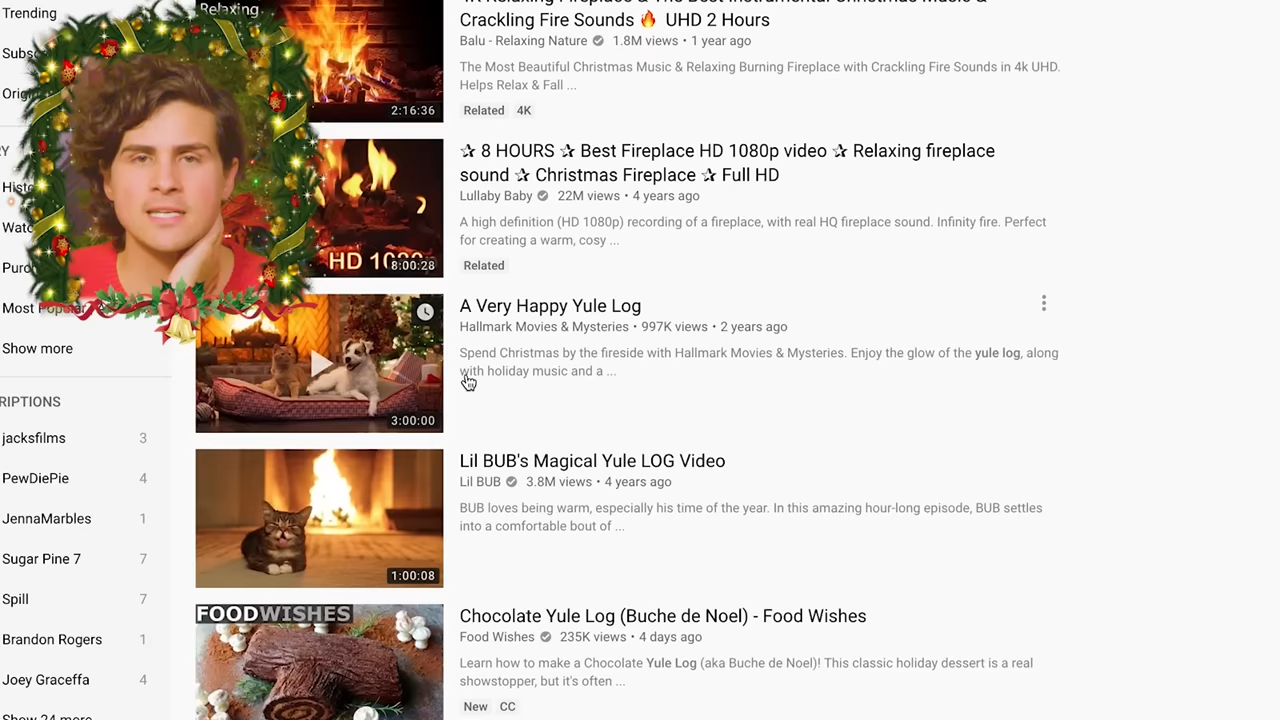 Trending
Relaxing
Crackling Fire Sounds 🔥 UHD 2 Hours
Balu - Relaxing Nature 1.8M views • 1 year ago
The Most Beautiful Christmas Music & Relaxing Burning Fireplace with Crackling Fire Sounds in 4k UHD.
Helps Relax & Fall ...
Related 4K
2:16:36
☆ 8 HOURS ☆ Best Fireplace HD 1080p video ☆ Relaxing fireplace
sound ☆ Christmas Fireplace ☆ Full HD
Lullaby Baby 22M views • 4 years ago
A high definition (HD 1080p) recording of a fireplace, with real HQ fireplace sound. Infinity fire. Perfect
for creating a warm, cosy ...
Related
HD
8:00:28
Most Popular
Show more
A Very Happy Yule Log
Hallmark Movies & Mysteries • 997K views • 2 years ago
Spend Christmas by the fireside with Hallmark Movies & Mysteries. Enjoy the glow of the yule log, along
with holiday music and a ...
3:00:00
RIPTIONS
jacksfilms 3
PewDiePie 4
JennaMarbles 1
Sugar Pine 7 7
Spill 7
Brandon Rogers 1
Joey Graceffa 4
Show 24 more
Lil BUB's Magical Yule LOG Video
Lil BUB 3.8M views • 4 years ago
BUB loves being warm, especially his time of the year. In this amazing hour-long episode, BUB settles
into a comfortable bout of ...
1:00:08
FOODWISHES
Chocolate Yule Log (Buche de Noel) - Food Wishes
Food Wishes 235K views • 4 days ago
Learn how to make a Chocolate Yule Log (aka Buche de Noel)! This classic holiday dessert is a real
showstopper, but it's often ...
New CC